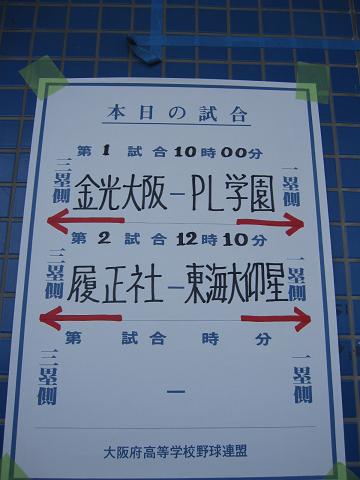 本日の試合
第1試合10時00分
三塁側 金光大阪－PL学園 一塁側
第2試合12時10分
三塁側 履正社－東海大仰星 一塁側
第 試合 時 分
三塁側 － 一塁側
大阪府高等学校野球連盟